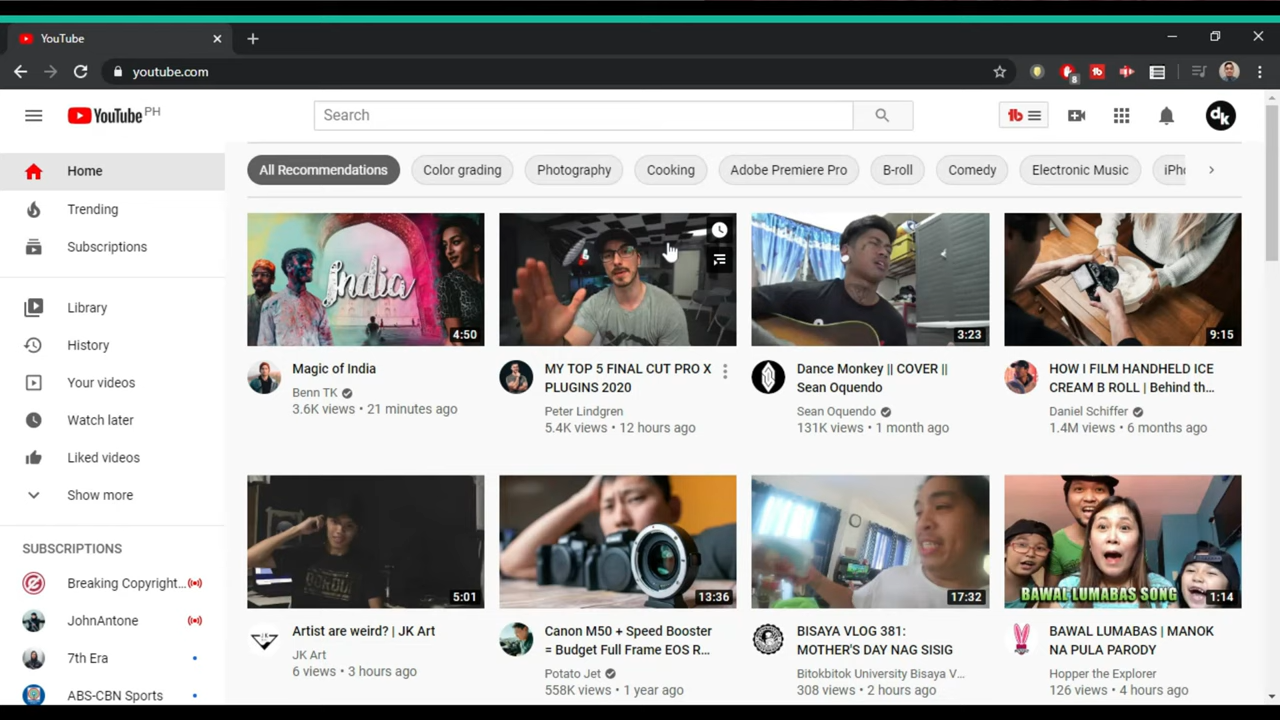 YouTube
youtube.com
8
YouTube PH
Search
tb
dk
Home
Trending
Subscriptions
Library
History
Your videos
Watch later
Liked videos
Show more
SUBSCRIPTIONS
Breaking Copyright...
JohnAntone
7th Era
ABS-CBN Sports
All Recommendations
Color grading
Photography
Cooking
Adobe Premiere Pro
B-roll
Comedy
Electronic Music
India
4:50
Magic of India
Benn TK
3.6K views • 21 minutes ago
MY TOP 5 FINAL CUT PRO X
PLUGINS 2020
Peter Lindgren
5.4K views • 12 hours ago
3:23
Dance Monkey || COVER ||
Sean Oquendo
Sean Oquendo
131K views • 1 month ago
9:15
HOW I FILM HANDHELD ICE
CREAM B ROLL | Behind th...
Daniel Schiffer
1.4M views • 6 months ago
5:01
Artist are weird? | JK Art
JK Art
6 views • 3 hours ago
13:36
Canon M50 + Speed Booster
= Budget Full Frame EOS R...
Potato Jet
558K views • 1 year ago
17:32
BISAYA VLOG 381:
MOTHER'S DAY NAG SISIG
Bitokbitok University Bisaya V...
308 views • 2 hours ago
BAWAL LUMABAS SONG
1:14
BAWAL LUMABAS | MANOK
NA PULA PARODY
Hopper the Explorer
126 views • 4 hours ago